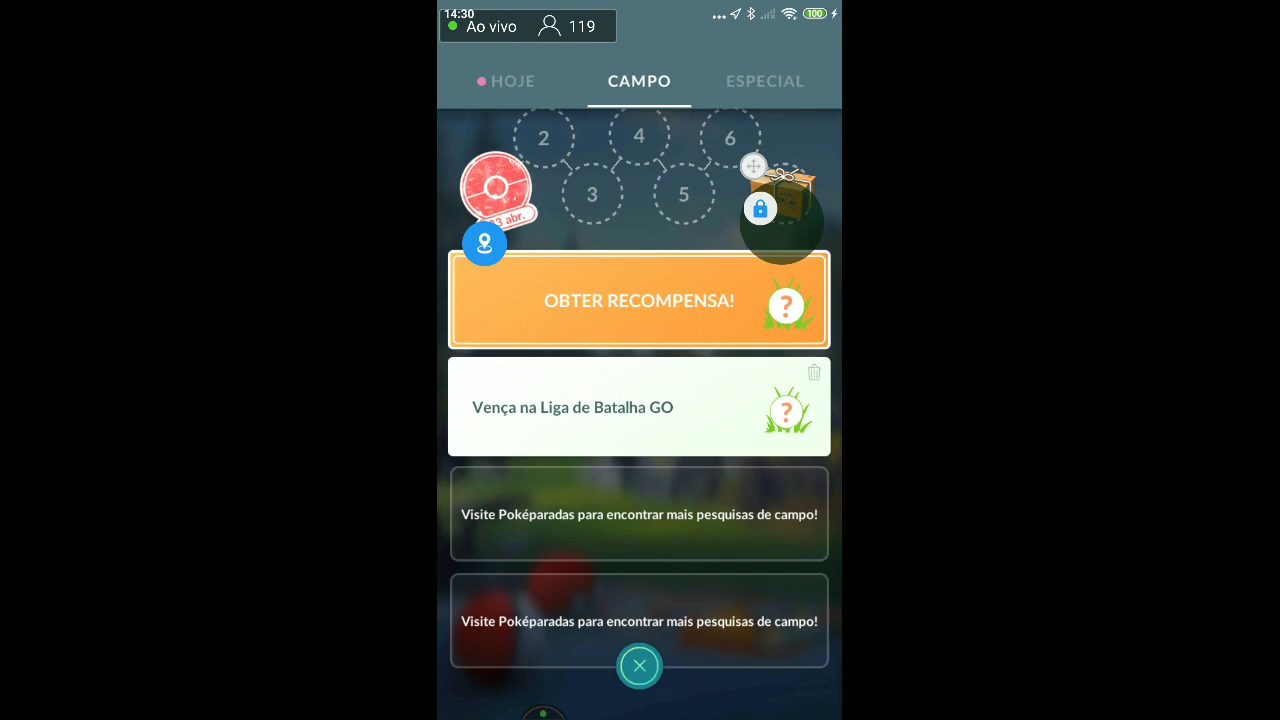 14:30
100
Ao vivo 119
HOJE CAMPO ESPECIAL
2 4 6
3 5
abr.
OBTER RECOMPENSA!
?
Vença na Liga de Batalha GO
?
Visite Poképaradas para encontrar mais pesquisas de campo!
Visite Poképaradas para encontrar mais pesquisas de campo!